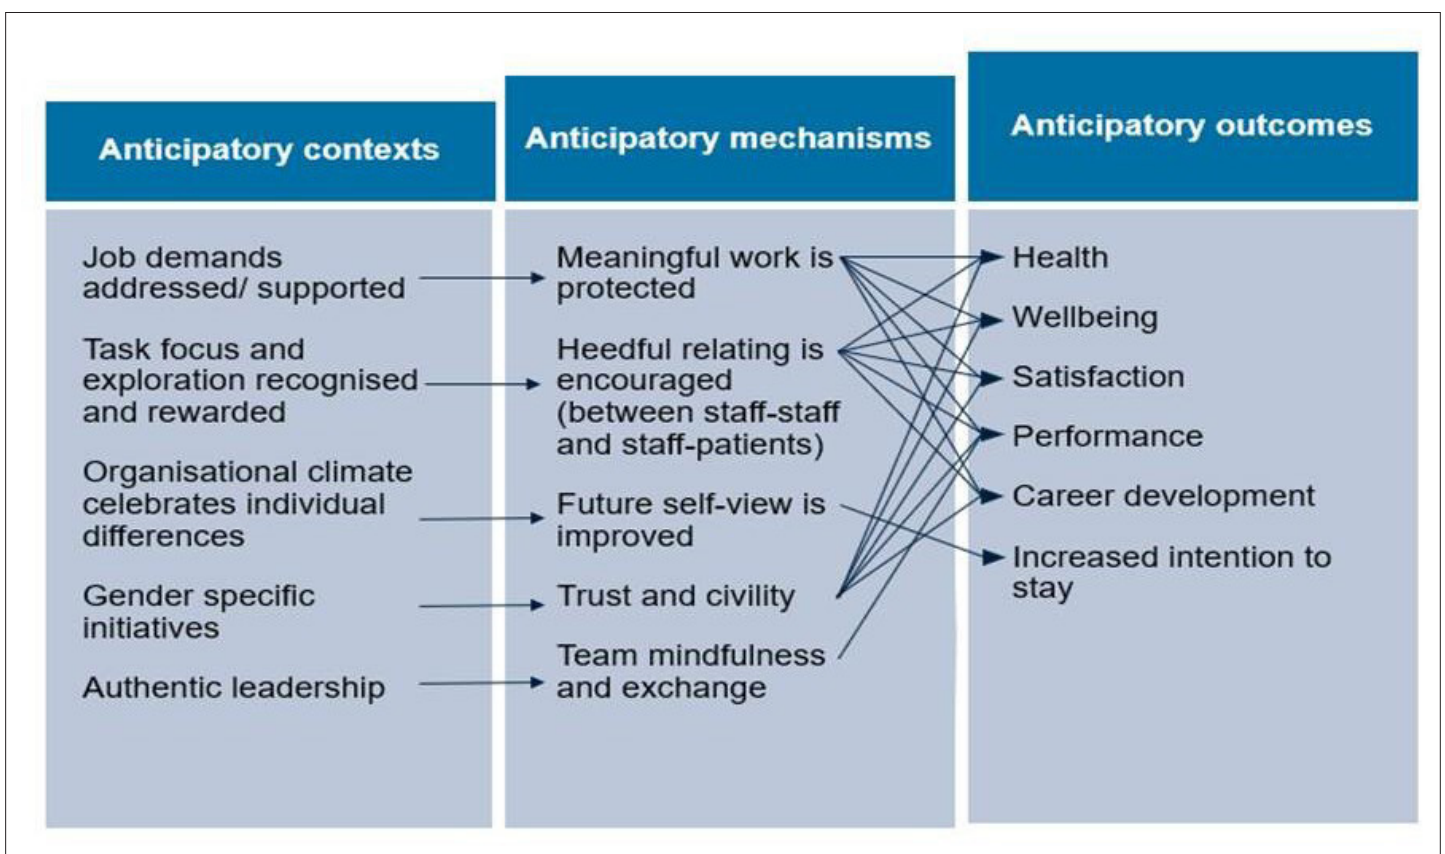 Anticipatory contexts
Anticipatory mechanisms
Anticipatory outcomes
Job demands
addressed/ supported
Task focus and
exploration recognised
and rewarded
Organisational climate
celebrates individual
differences
Gender specific
initiatives
Authentic leadership
Meaningful work is
protected
Heedful relating is
encouraged
(between staff-staff
and staff-patients)
Future self-view is
improved
Trust and civility
Team mindfulness
and exchange
Health
Wellbeing
Satisfaction
Performance
Career development
Increased intention to
stay